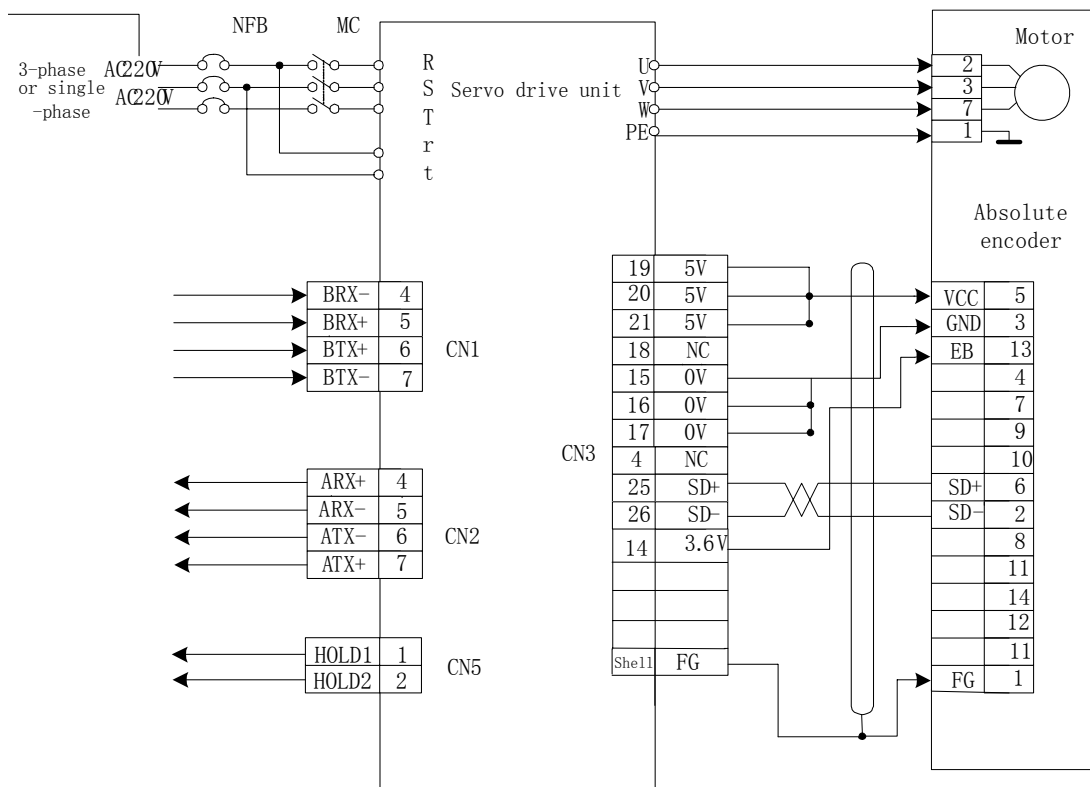 NFB
MC
Motor
3-phase
or single
-phase
AC220V
AC220V
R
S
T
r
t
Servo drive unit
U
V
W
PE
2
3
7
1
Absolute
encoder
BRX- 4
BRX+ 5
BTX+ 6
BTX- 7
CN1
ARX+ 4
ARX- 5
ATX- 6
ATX+ 7
CN2
HOLD1 1
HOLD2 2
CN5
CN3
19 5V
20 5V
21 5V
18 NC
15 0V
16 0V
17 0V
4 NC
25 SD+
26 SD-
14 3.6V
Shell FG
VCC 5
GND 3
EB 13
4
7
9
10
SD+ 6
SD- 2
8
11
14
12
11
FG 1